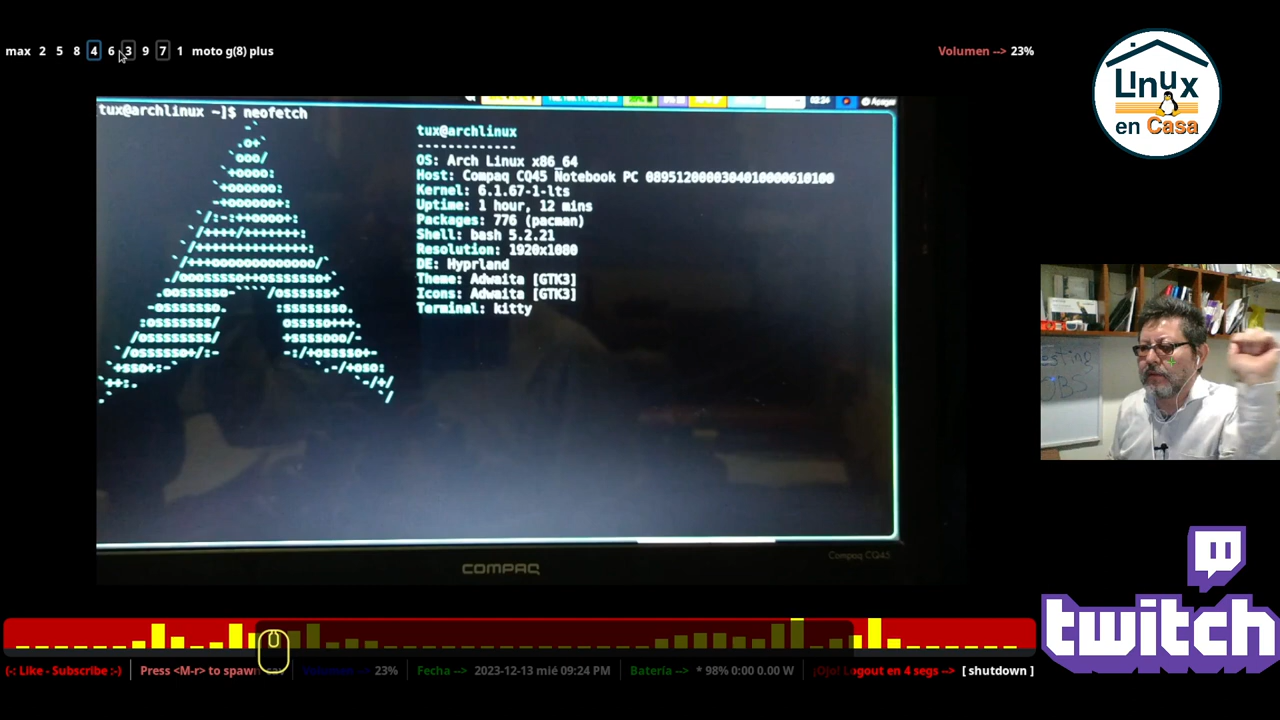 max 2 5 8 4 6 3 9 7 1 moto g(8) plus
Volumen --> 23%
Linux
en Casa
tux@archlinux ~]$ neofetch
tux@archlinux
-------------
OS: Arch Linux x86_64
Host: Compaq CQ45 Notebook PC 0895120000304010000610100
Kernel: 6.1.67-1-lts
Uptime: 1 hour, 12 mins
Packages: 776 (pacman)
Shell: bash 5.2.21
Resolution: 1920x1080
DE: Hyprland
Theme: Adwaita [GTK3]
Icons: Adwaita [GTK3]
Terminal: kitty
COMPAQ
Compaq CQ45
twitch
(-: Like - Subscribe :-) Press <M-r> to spawn 23% Fecha --> 2023-12-13 mié 09:24 PM Batería --> * 98% 0:00 0.00 W ¡Ojo! Logout en 4 segs --> [ shutdown ]